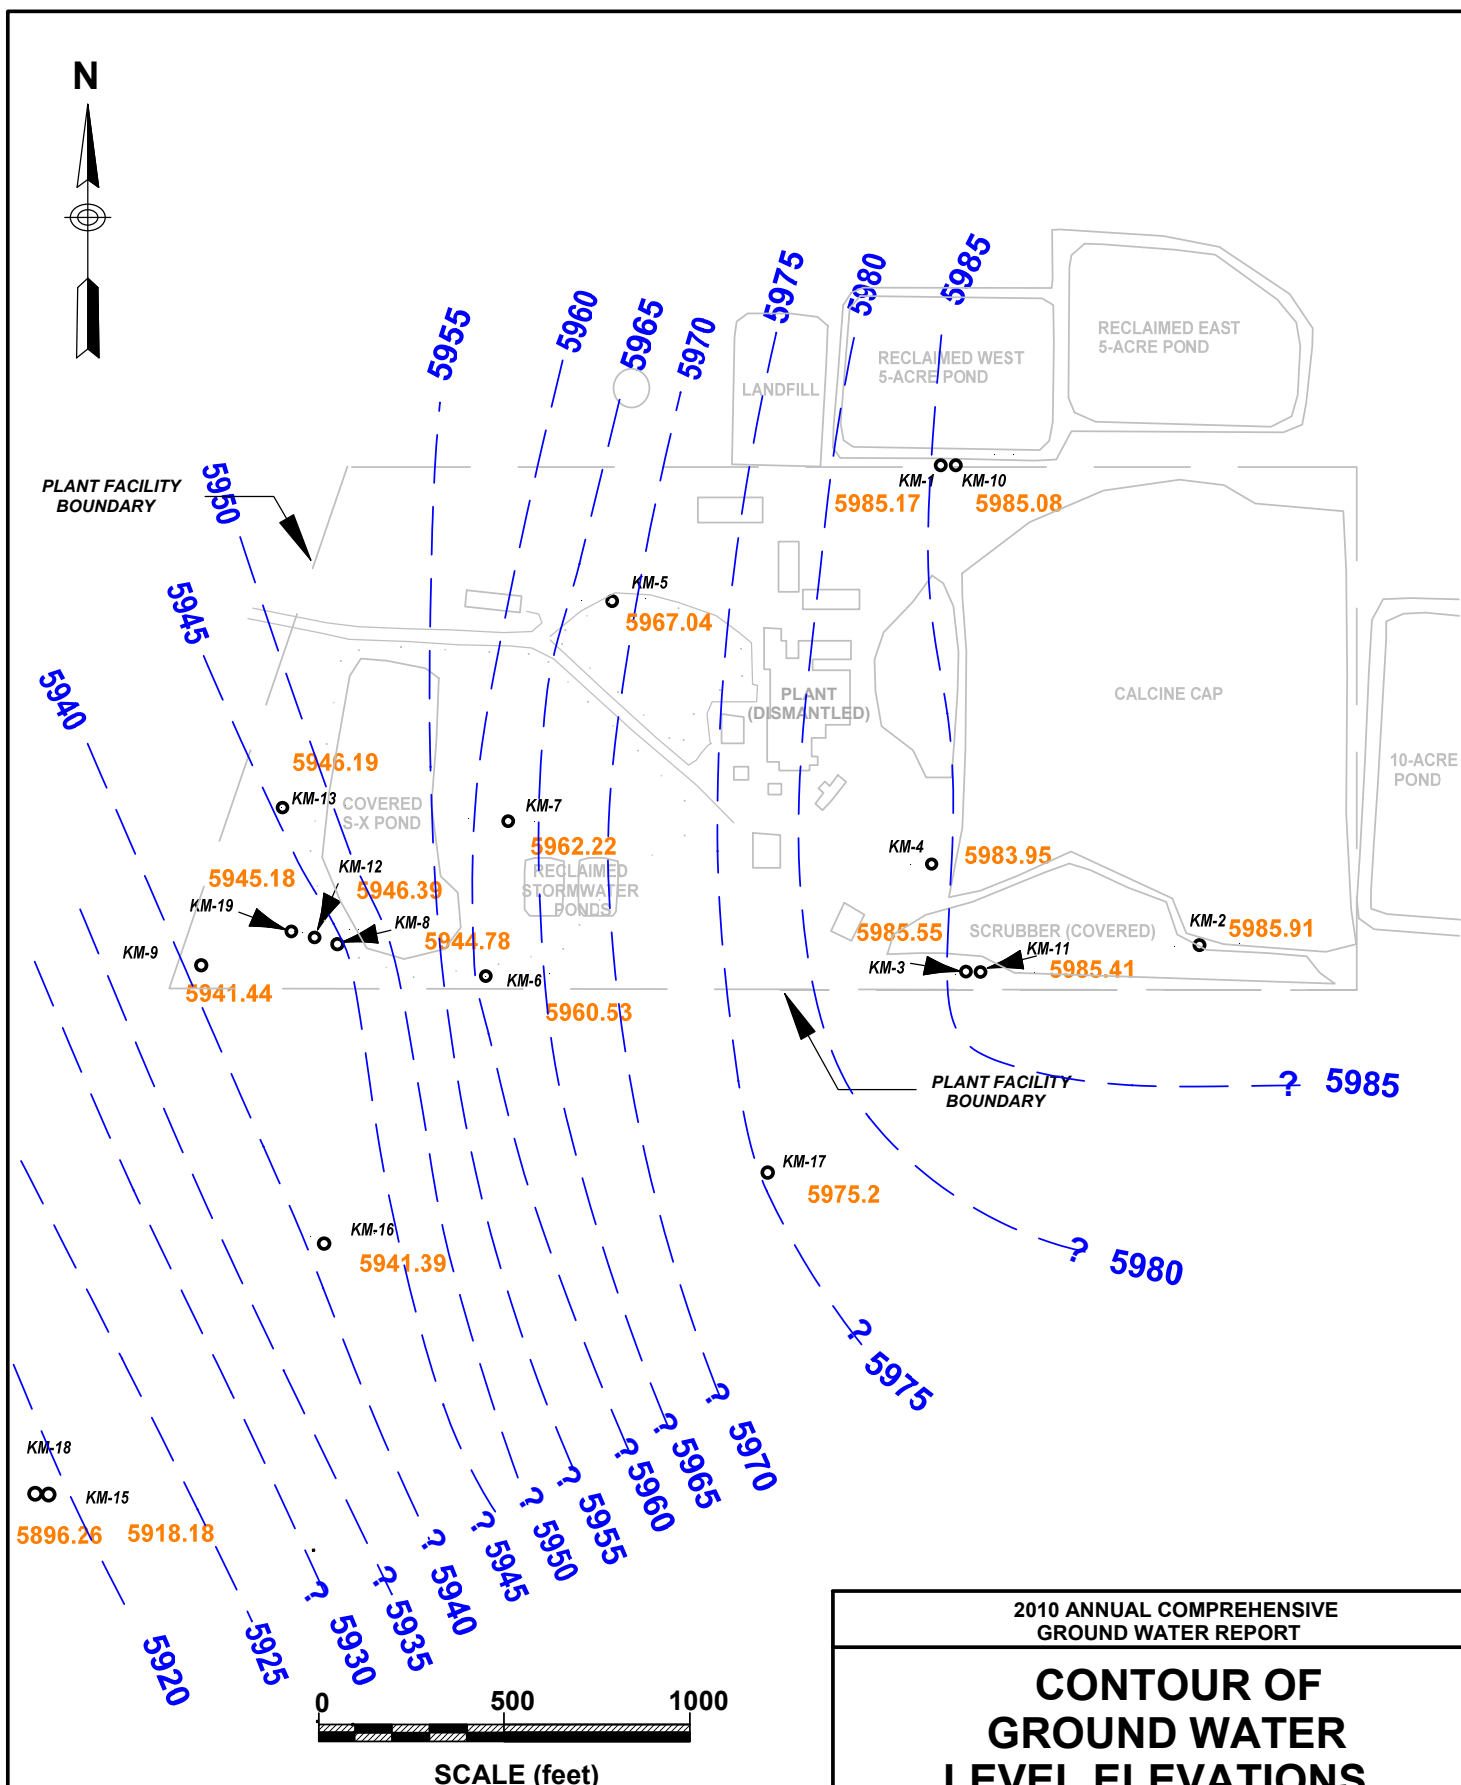 N
5985
5975
5980
5960
5965
5955
5970
RECLAIMED EAST
5-ACRE POND
RECLAIMED WEST
5-ACRE POND
LANDFILL
5950
PLANT FACILITY
BOUNDARY
KM-1
KM-10
5985.17
5985.08
5945
KM-5
5967.04
5940
PLANT
(DISMANTLED)
CALCINE CAP
5946.19
10-ACRE
POND
KM-13
COVERED
S-X POND
KM-7
5962.22
KM-4
5983.95
KM-12
5945.18
5946.39
RECLAIMED
STORMWATER
PONDS
KM-19
KM-8
5944.78
5985.55
SCRUBBER (COVERED)
KM-2
5985.91
KM-9
KM-3
KM-11
5985.41
5941.44
KM-6
5960.53
PLANT FACILITY
BOUNDARY
? 5985
KM-17
5975.2
KM-16
5941.39
? 5980
? 5975
? 5970
? 5965
? 5960
? 5955
? 5950
? 5945
? 5940
? 5935
? 5930
5925
5920
KM-18
KM-15
5896.26
5918.18
0 500 1000
SCALE (feet)
2010 ANNUAL COMPREHENSIVE
GROUND WATER REPORT
CONTOUR OF
GROUND WATER
LEVEL ELEVATIONS